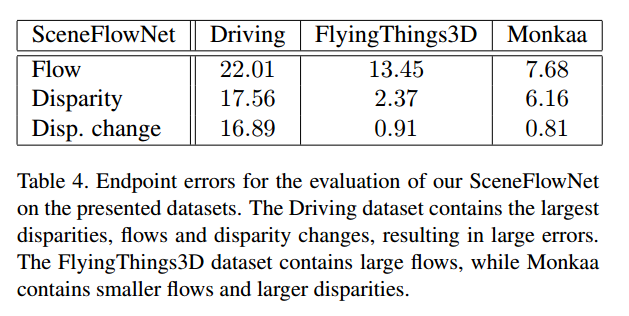 SceneFlowNet Driving FlyingThings3D Monkaa
Flow 22.01 13.45 7.68
Disparity 17.56 2.37 6.16
Disp. change 16.89 0.91 0.81
Table 4. Endpoint errors for the evaluation of our SceneFlowNet
on the presented datasets. The Driving dataset contains the largest
disparities, flows and disparity changes, resulting in large errors.
The FlyingThings3D dataset contains large flows, while Monkaa
contains smaller flows and larger disparities.